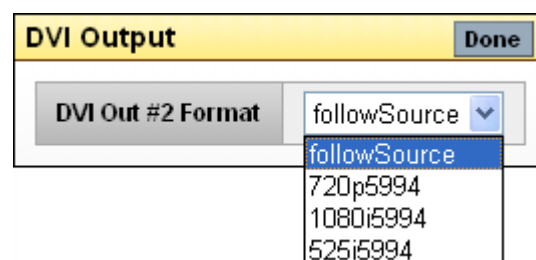 DVI Output Done
DVI Out #2 Format followSource
followSource
720p5994
1080i5994
525i5994